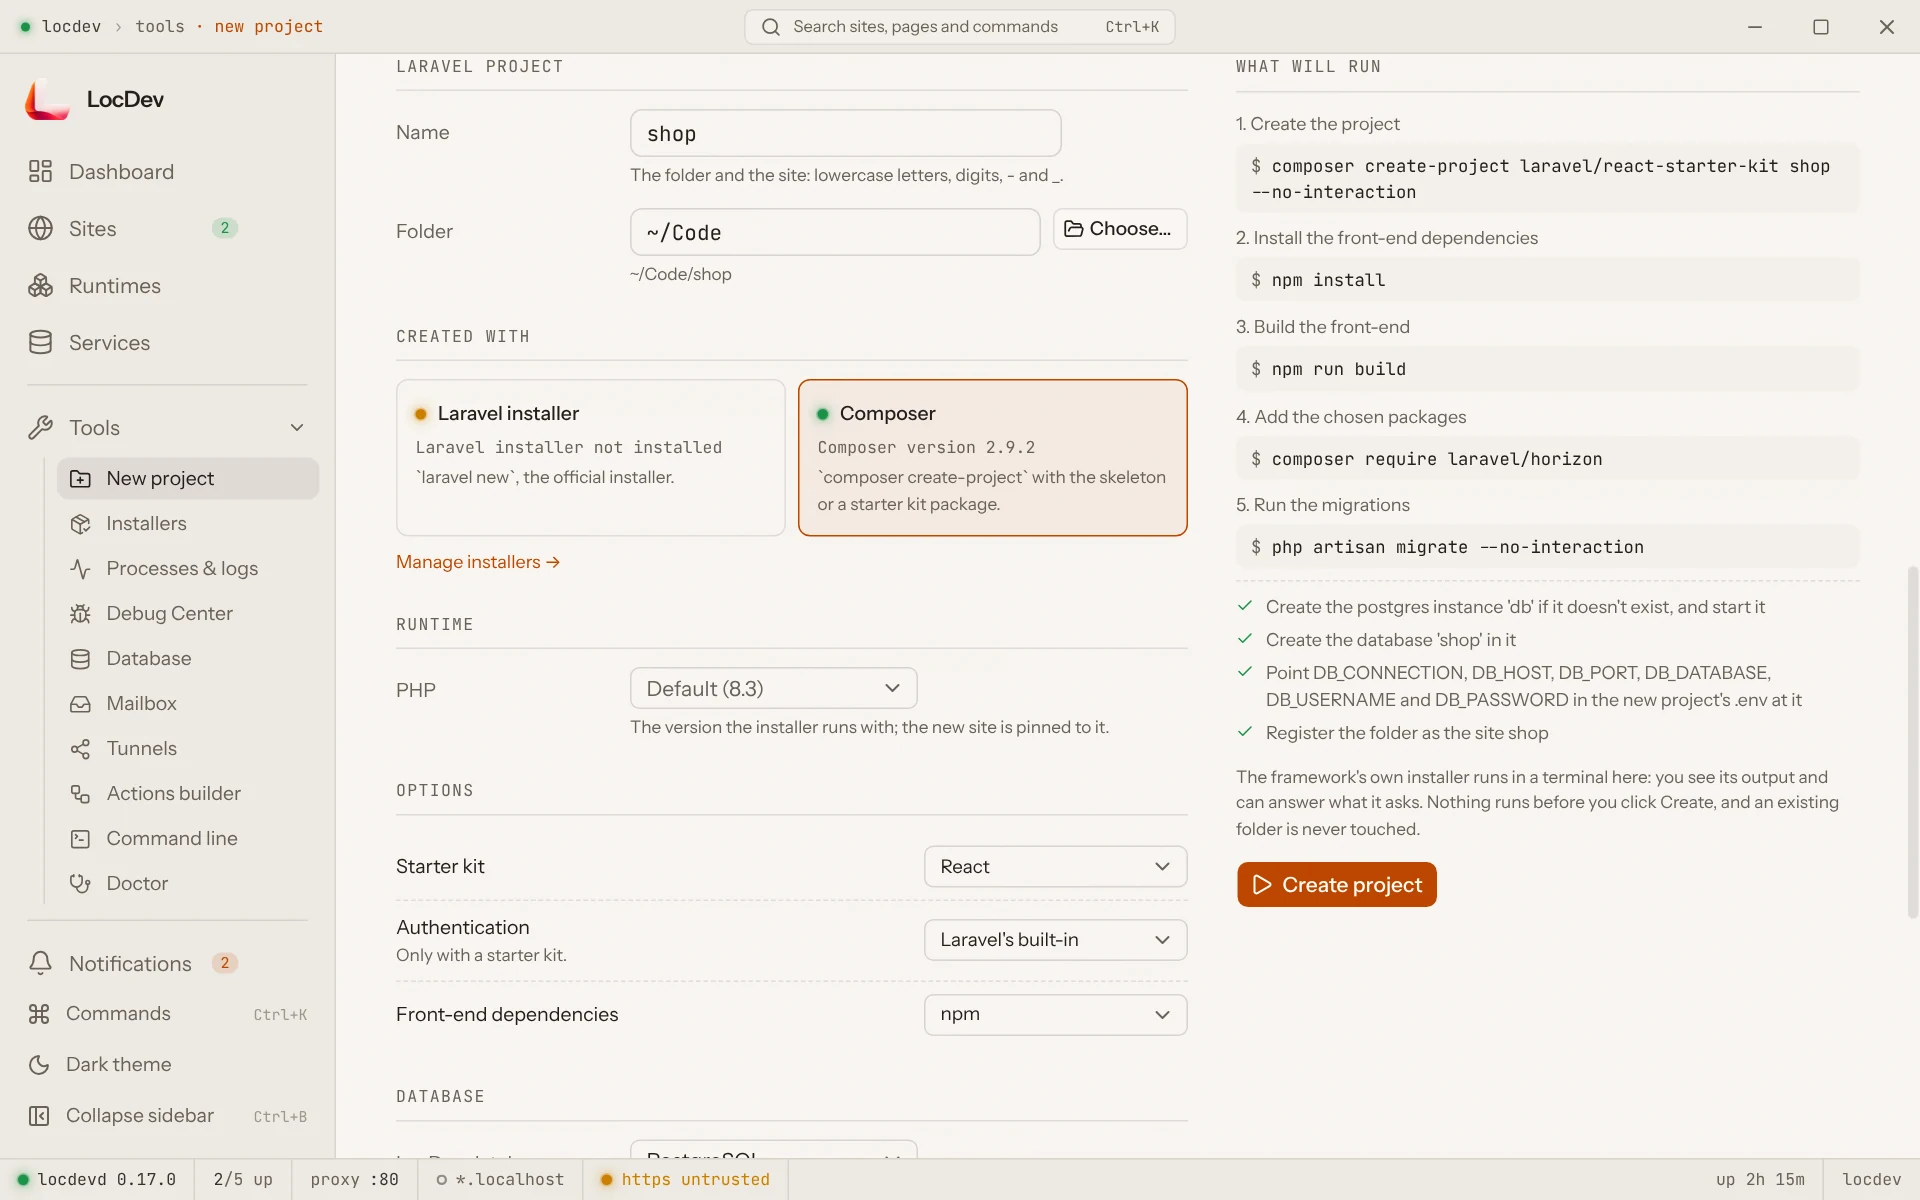 locdev › tools · new project
Search sites, pages and commands Ctrl+K
LocDev
Dashboard
Sites 2
Runtimes
Services
Tools
New project
Installers
Processes & logs
Debug Center
Database
Mailbox
Tunnels
Actions builder
Command line
Doctor
Notifications 2
Commands Ctrl+K
Dark theme
Collapse sidebar Ctrl+B
LARAVEL PROJECT
Name
shop
The folder and the site: lowercase letters, digits, - and _.
Folder
~/Code
Choose...
~/Code/shop
CREATED WITH
Laravel installer
Laravel installer not installed
`laravel new`, the official installer.
Composer
Composer version 2.9.2
`composer create-project` with the skeleton
or a starter kit package.
Manage installers →
RUNTIME
PHP
Default (8.3)
The version the installer runs with; the new site is pinned to it.
OPTIONS
Starter kit
React
Authentication
Only with a starter kit.
Laravel's built-in
Front-end dependencies
npm
DATABASE
PostgreSQL
WHAT WILL RUN
1. Create the project
$ composer create-project laravel/react-starter-kit shop
--no-interaction
2. Install the front-end dependencies
$ npm install
3. Build the front-end
$ npm run build
4. Add the chosen packages
$ composer require laravel/horizon
5. Run the migrations
$ php artisan migrate --no-interaction
Create the postgres instance 'db' if it doesn't exist, and start it
Create the database 'shop' in it
Point DB_CONNECTION, DB_HOST, DB_PORT, DB_DATABASE,
DB_USERNAME and DB_PASSWORD in the new project's .env at it
Register the folder as the site shop
The framework's own installer runs in a terminal here: you see its output and
can answer what it asks. Nothing runs before you click Create, and an existing
folder is never touched.
Create project
locdevd 0.17.0
2/5 up
proxy :80
*.localhost
https untrusted
up 2h 15m
locdev